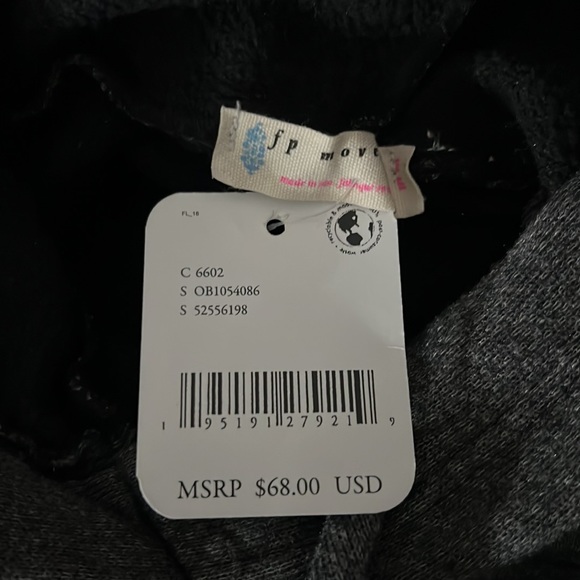 fp move
FL_18
C 6602
S OB1054086
S 52556198
1 95191 27921 9
MSRP $68.00 USD